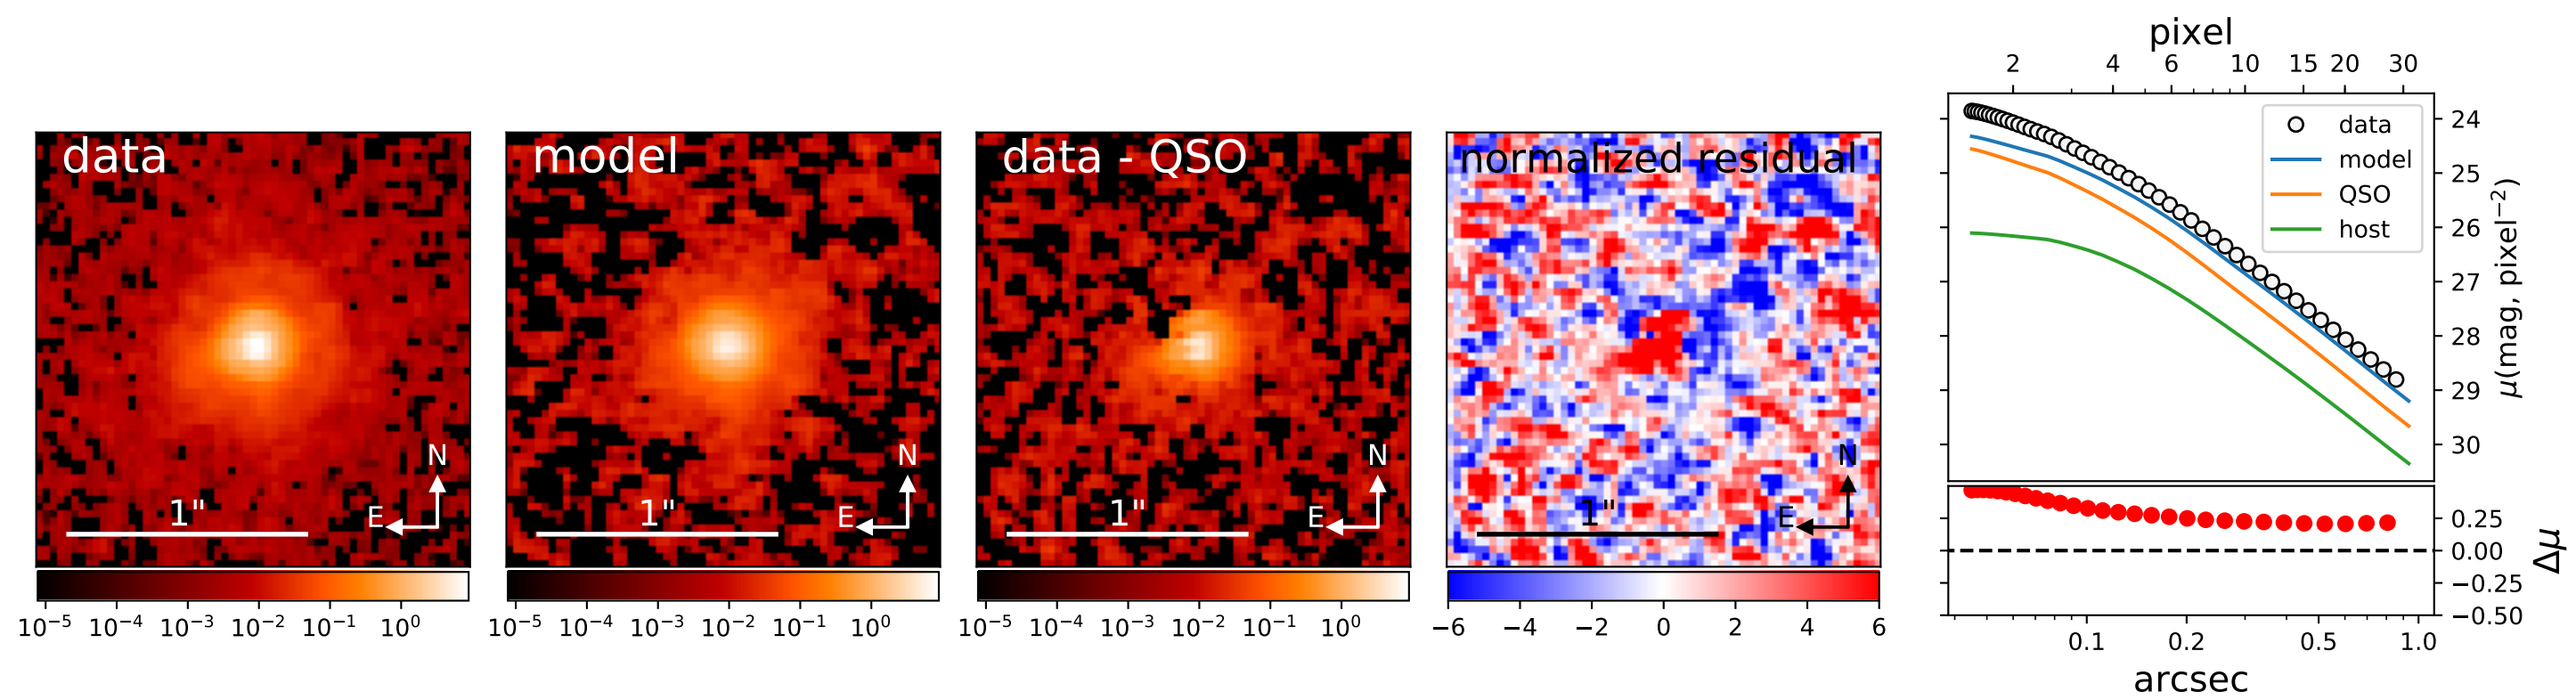 data
N
E
1"
10⁻⁵ 10⁻⁴ 10⁻³ 10⁻² 10⁻¹ 10⁰
model
N
E
1"
10⁻⁵ 10⁻⁴ 10⁻³ 10⁻² 10⁻¹ 10⁰
data - QSO
N
E
1"
10⁻⁵ 10⁻⁴ 10⁻³ 10⁻² 10⁻¹ 10⁰
normalized residual
N
E
1"
−6 −4 −2 0 2 4 6
pixel
2 4 6 10 15 20 30
data
model
QSO
host
24
25
26
27
28
29
30
μ(mag, pixel⁻²)
0.25
0.00
−0.25
−0.50
Δμ
0.1 0.2 0.5 1.0
arcsec